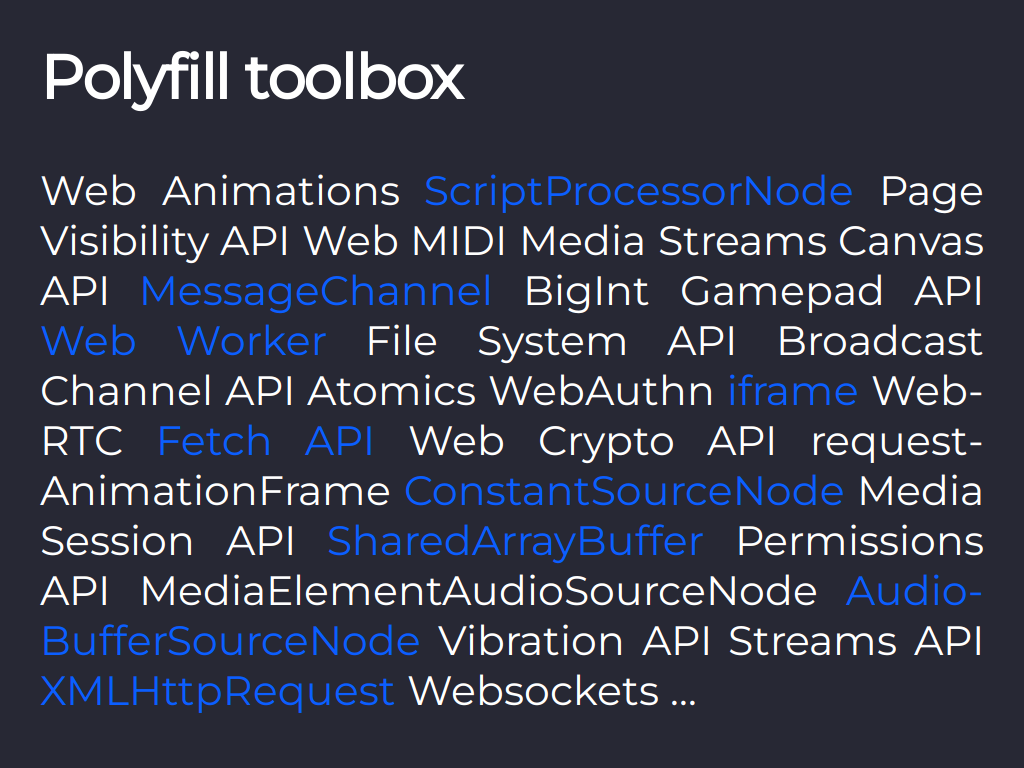 Polyfill toolbox
Web Animations ScriptProcessorNode Page
Visibility API Web MIDI Media Streams Canvas
API MessageChannel BigInt Gamepad API
Web Worker File System API Broadcast
Channel API Atomics WebAuthn iframe Web-
RTC Fetch API Web Crypto API request-
AnimationFrame ConstantSourceNode Media
Session API SharedArrayBuffer Permissions
API MediaElementAudioSourceNode Audio-
BufferSourceNode Vibration API Streams API
XMLHttpRequest Websockets ...